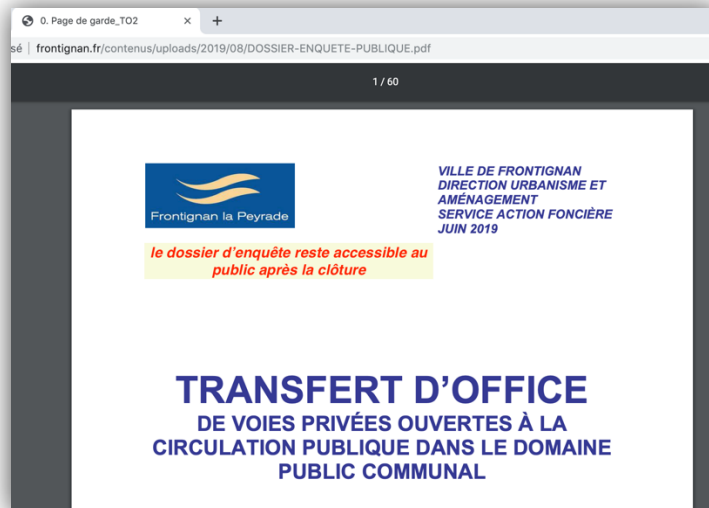 0. Page de garde_TO2
sé | frontignan.fr/contenus/uploads/2019/08/DOSSIER-ENQUETE-PUBLIQUE.pdf
1 / 60
Frontignan la Peyrade
VILLE DE FRONTIGNAN
DIRECTION URBANISME ET
AMÉNAGEMENT
SERVICE ACTION FONCIÈRE
JUIN 2019
le dossier d'enquête reste accessible au
public après la clôture
TRANSFERT D'OFFICE
DE VOIES PRIVÉES OUVERTES À LA
CIRCULATION PUBLIQUE DANS LE DOMAINE
PUBLIC COMMUNAL